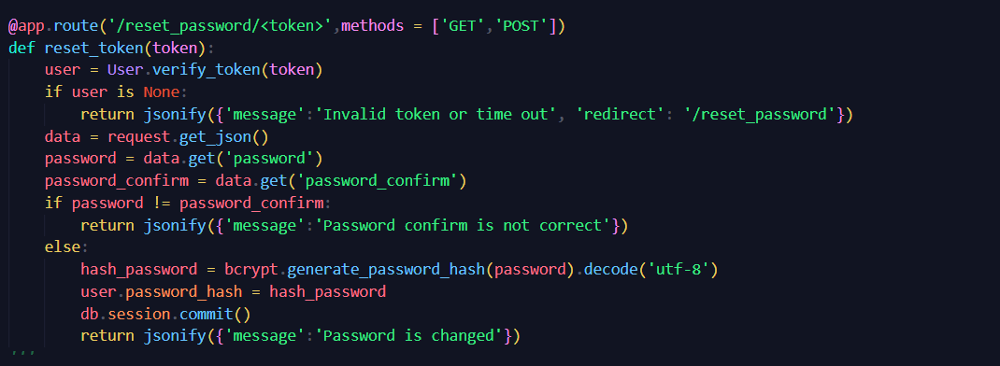 @app.route('/reset_password/<token>',methods = ['GET','POST'])
def reset_token(token):
    user = User.verify_token(token)
    if user is None:
        return jsonify({'message':'Invalid token or time out', 'redirect': '/reset_password'})
    data = request.get_json()
    password = data.get('password')
    password_confirm = data.get('password_confirm')
    if password != password_confirm:
        return jsonify({'message':'Password confirm is not correct'})
    else:
        hash_password = bcrypt.generate_password_hash(password).decode('utf-8')
        user.password_hash = hash_password
        db.session.commit()
        return jsonify({'message':'Password is changed'})
'''